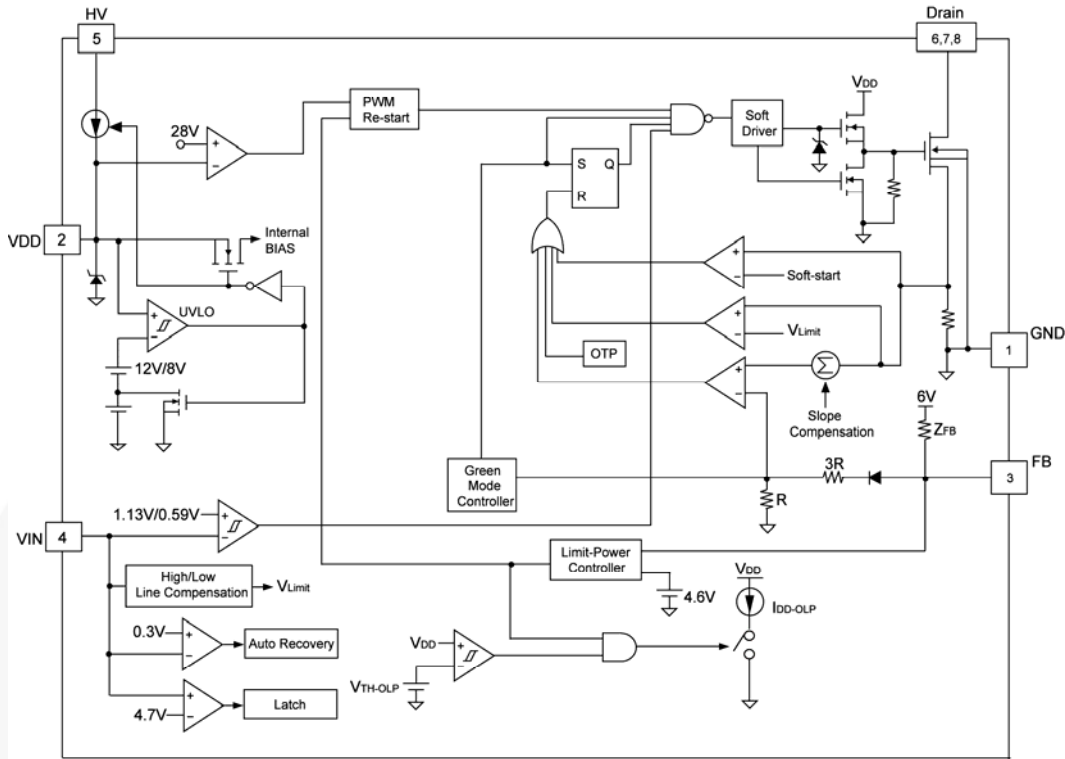 HV
5
Drain
6,7,8
VDD
PWM
Re-start
Soft
Driver
28V
+
−
S
Q
R
VDD
2
Internal
BIAS
+
−
Soft-start
UVLO
+
−
+
−
VLimit
GND
1
12V/8V
OTP
+
−
Σ
Slope
Compensation
6V
ZFB
Green
Mode
Controller
3R
FB
3
R
VIN
4
1.13V/0.59V
+
−
High/Low
Line Compensation
VLimit
Limit-Power
Controller
4.6V
VDD
IDD-OLP
0.3V
+
−
Auto Recovery
VDD
+
−
VTH-OLP
4.7V
+
−
Latch